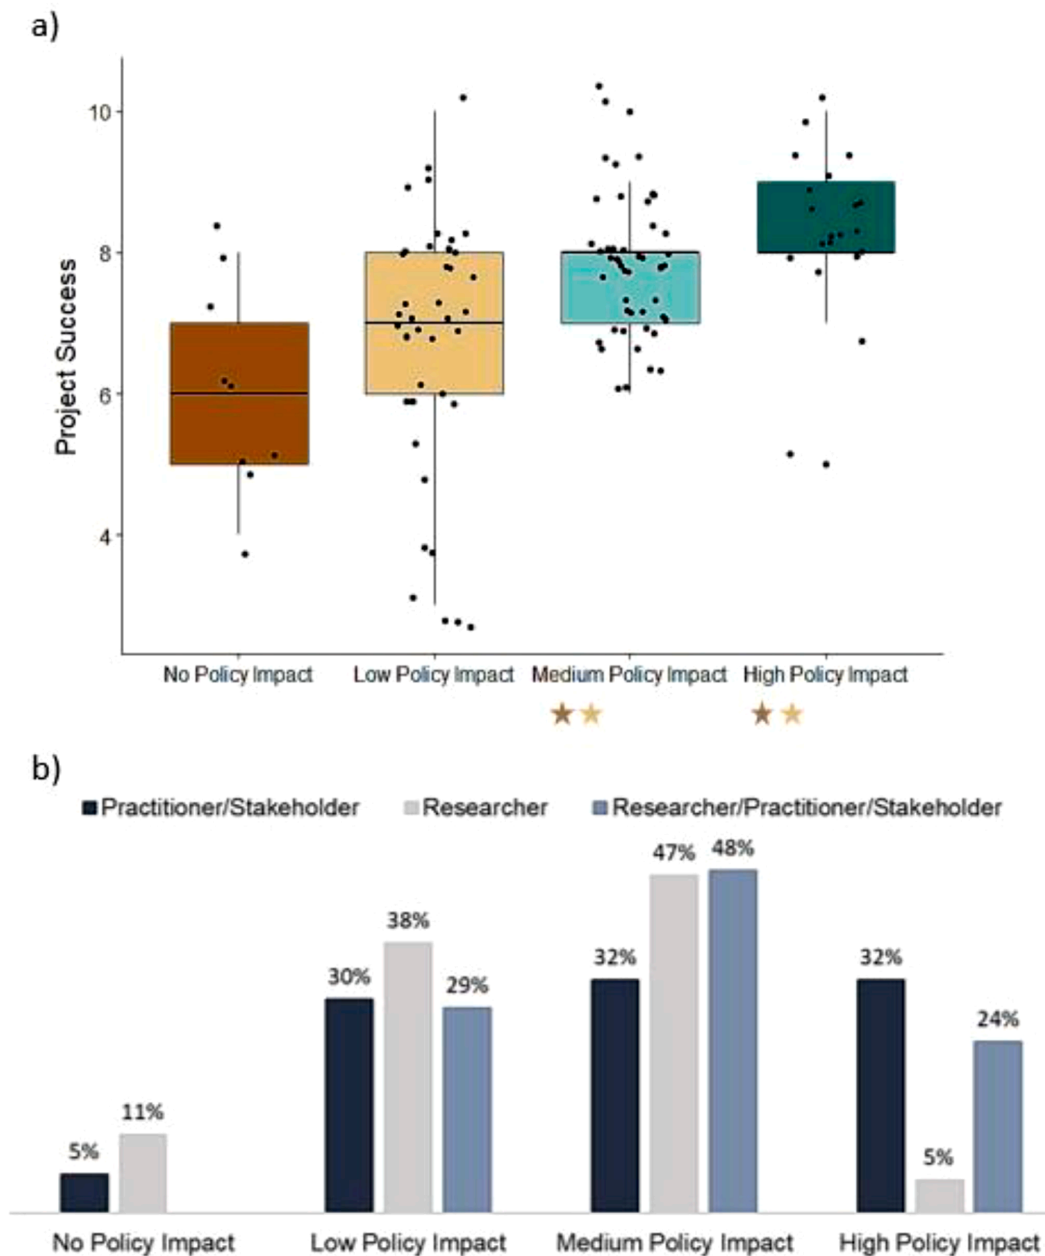 a)
Project Success
10
8
6
4
No Policy Impact Low Policy Impact Medium Policy Impact High Policy Impact
b)
Practitioner/Stakeholder Researcher Researcher/Practitioner/Stakeholder
5% 11% 30% 38% 29% 32% 47% 48% 32% 5% 24%
No Policy Impact Low Policy Impact Medium Policy Impact High Policy Impact